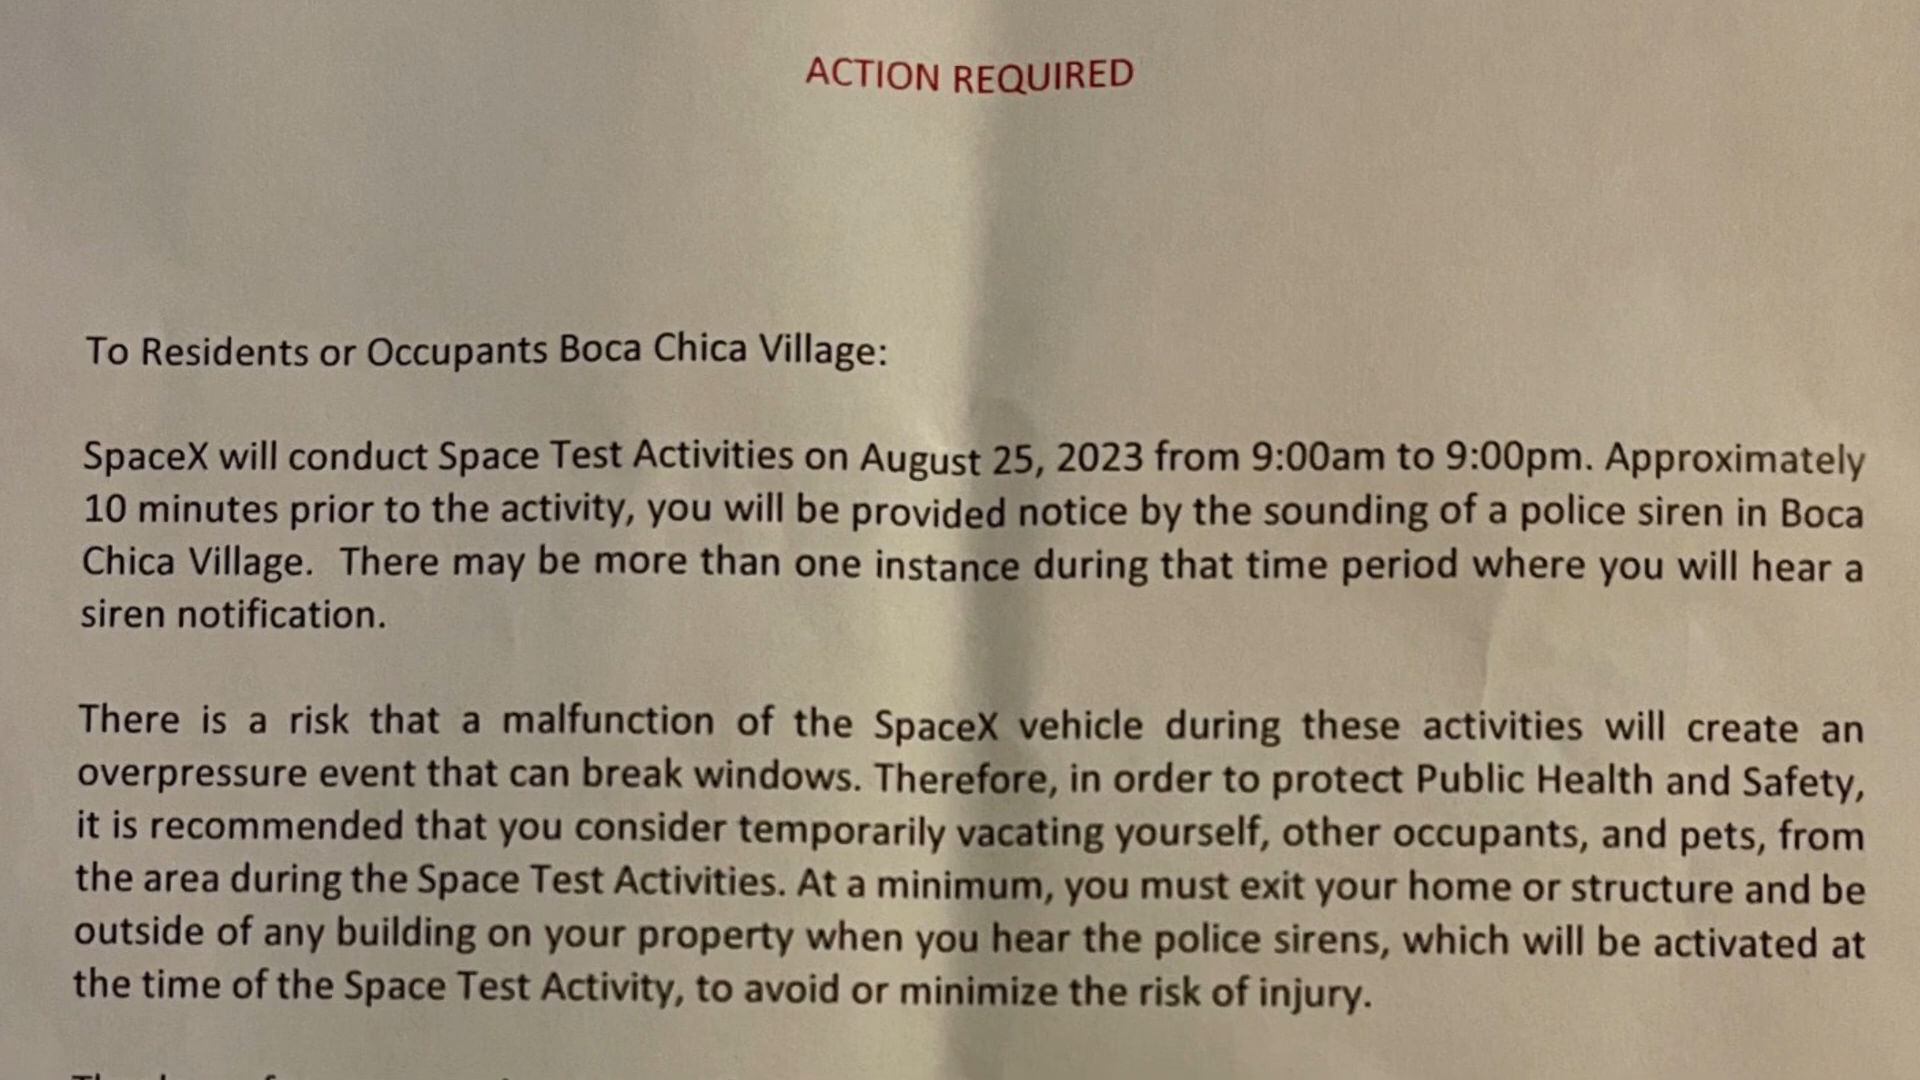 ACTION REQUIRED
To Residents or Occupants Boca Chica Village:
SpaceX will conduct Space Test Activities on August 25, 2023 from 9:00am to 9:00pm. Approximately
10 minutes prior to the activity, you will be provided notice by the sounding of a police siren in Boca
Chica Village.  There may be more than one instance during that time period where you will hear a
siren notification.
There is a risk that a malfunction of the SpaceX vehicle during these activities will create an
overpressure event that can break windows. Therefore, in order to protect Public Health and Safety,
it is recommended that you consider temporarily vacating yourself, other occupants, and pets, from
the area during the Space Test Activities. At a minimum, you must exit your home or structure and be
outside of any building on your property when you hear the police sirens, which will be activated at
the time of the Space Test Activity, to avoid or minimize the risk of injury.